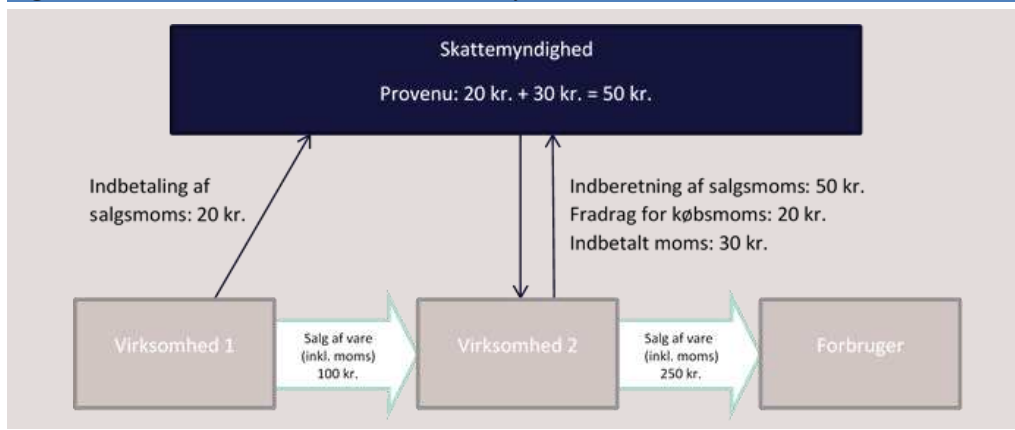 Skattemyndighed
Provenu: 20 kr. + 30 kr. = 50 kr.
Indbetaling af
salgsmoms: 20 kr.
Indberetning af salgsmoms: 50 kr.
Fradrag for købsmoms: 20 kr.
Indbetalt moms: 30 kr.
Virksomhed 1
Salg af vare
(inkl. moms)
100 kr.
Virksomhed 2
Salg af vare
(inkl. moms)
250 kr.
Forbruger